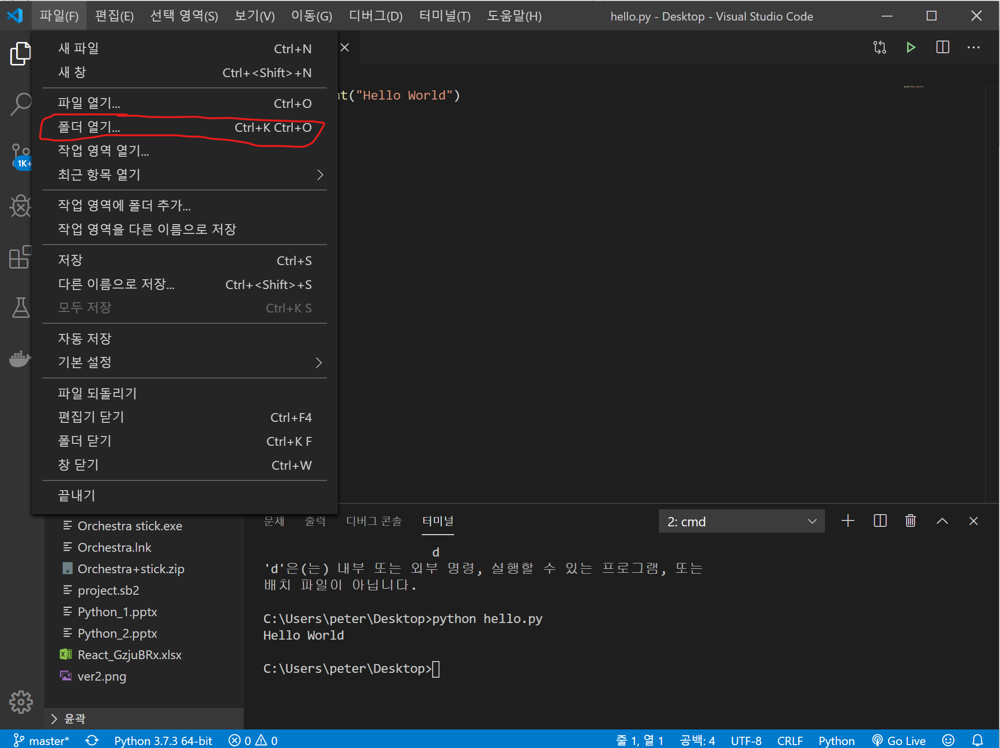 파일(F) 편집(E) 선택 영역(S) 보기(V) 이동(G) 디버그(D) 터미널(T) 도움말(H) hello.py - Desktop - Visual Studio Code
새 파일 Ctrl+N
새 창 Ctrl+<Shift>+N
파일 열기... Ctrl+O
폴더 열기... Ctrl+K Ctrl+O
작업 영역 열기...
최근 항목 열기
작업 영역에 폴더 추가...
작업 영역을 다른 이름으로 저장
저장 Ctrl+S
다른 이름으로 저장... Ctrl+<Shift>+S
모두 저장 Ctrl+K S
자동 저장
기본 설정
파일 되돌리기
편집기 닫기 Ctrl+F4
폴더 닫기 Ctrl+K F
창 닫기 Ctrl+W
끝내기
nt("Hello World")
print("Hello World")
1K+
Orchestra stick.exe
Orchestra.lnk
Orchestra+stick.zip
project.sb2
Python_1.pptx
Python_2.pptx
React_GzjuBRx.xlsx
ver2.png
윤곽
문제 출력 디버그 콘솔 터미널 2: cmd
d
'd'은(는) 내부 또는 외부 명령, 실행할 수 있는 프로그램, 또는
배치 파일이 아닙니다.
C:\Users\peter\Desktop>python hello.py
Hello World
C:\Users\peter\Desktop>
master* Python 3.7.3 64-bit 0 0 줄 1, 열 1 공백: 4 UTF-8 CRLF Python Go Live